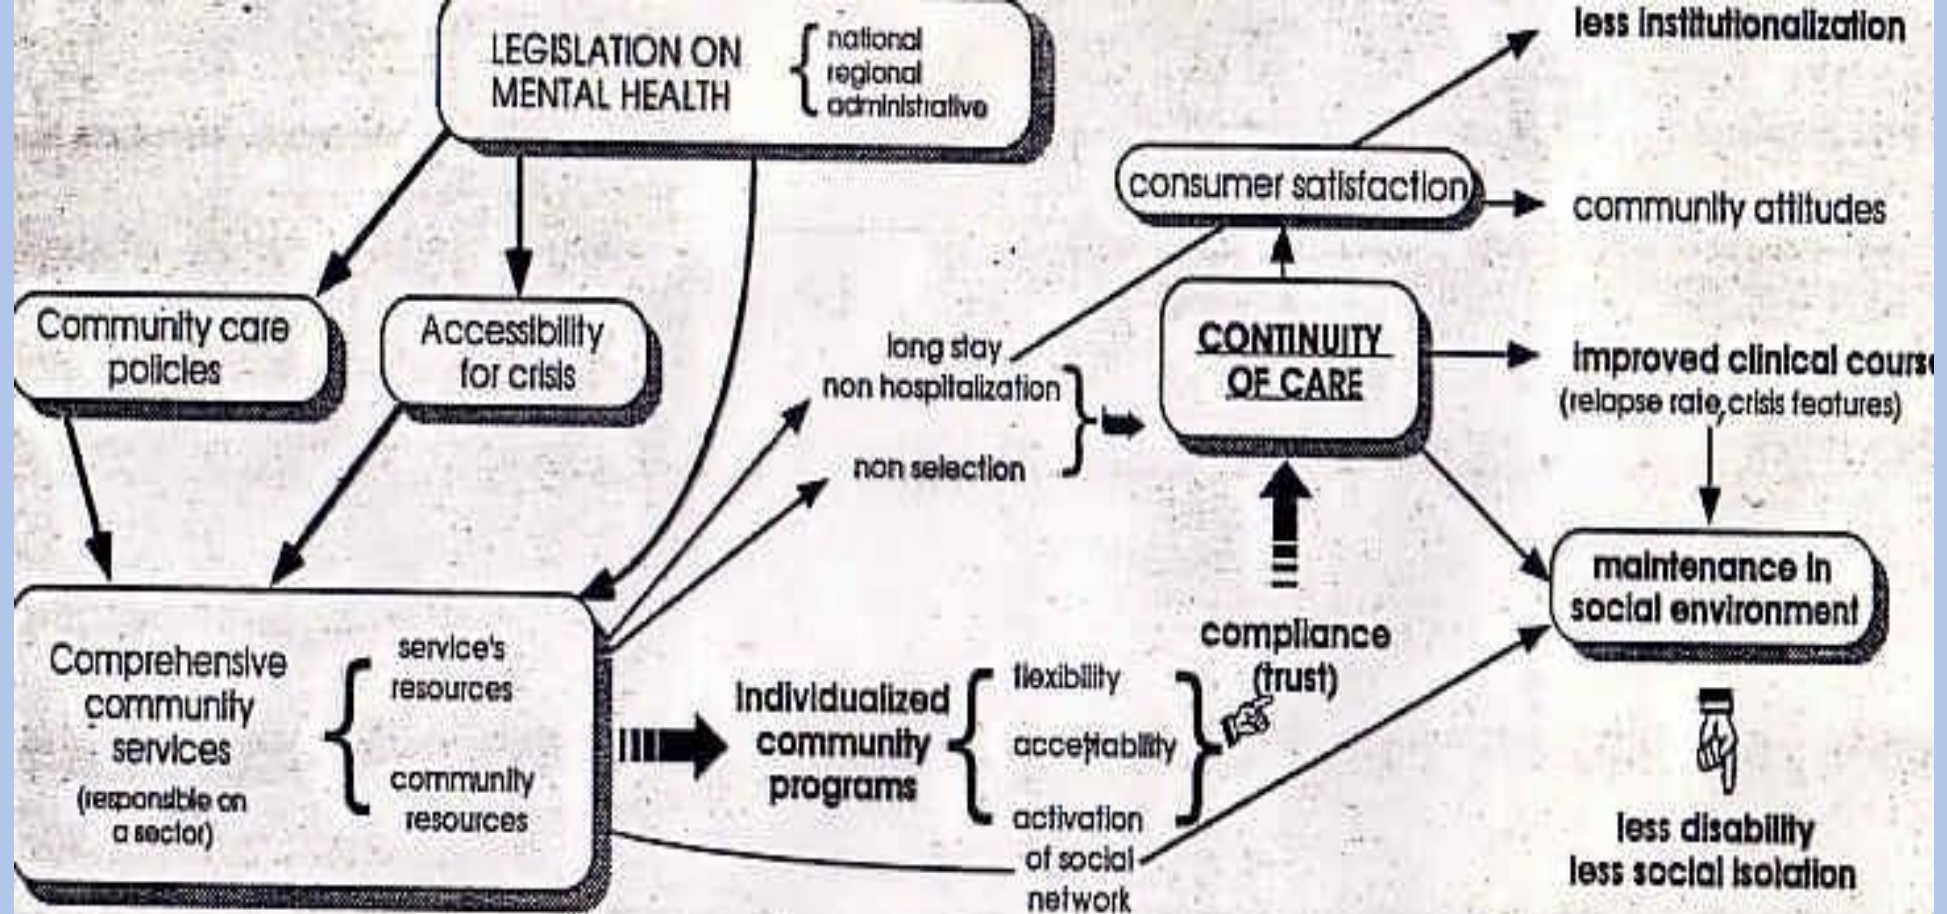 LEGISLATION ON
MENTAL HEALTH
national
regional
administrative
less institutionalization
consumer satisfaction
community attitudes
Community care
policies
Accessibility
for crisis
long stay
non hospitalization
non selection
CONTINUITY
OF CARE
improved clinical cours
(relapse rate, crisis features)
maintenance in
social environment
Comprehensive
community
services
(responsible on
a sector)
service's
resources
community
resources
individualized
community
programs
flexibility
acceptability
activation
of social
network
compliance
(trust)
less disability
less social isolation